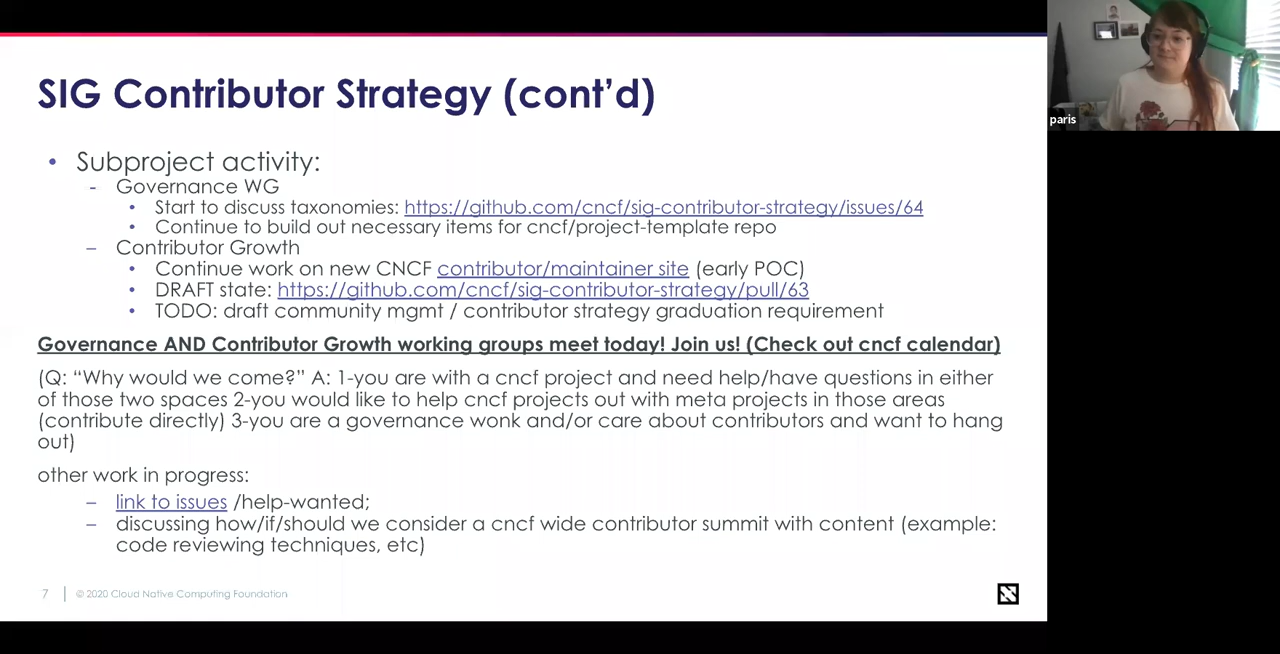 SIG Contributor Strategy (cont'd)
paris
• Subproject activity:
- Governance WG
• Start to discuss taxonomies: https://github.com/cncf/sig-contributor-strategy/issues/64
• Continue to build out necessary items for cncf/project-template repo
– Contributor Growth
• Continue work on new CNCF contributor/maintainer site (early POC)
• DRAFT state: https://github.com/cncf/sig-contributor-strategy/pull/63
• TODO: draft community mgmt / contributor strategy graduation requirement
Governance AND Contributor Growth working groups meet today! Join us! (Check out cncf calendar)
(Q: “Why would we come?” A: 1-you are with a cncf project and need help/have questions in either
of those two spaces 2-you would like to help cncf projects out with meta projects in those areas
(contribute directly) 3-you are a governance wonk and/or care about contributors and want to hang
out)
other work in progress:
– link to issues /help-wanted;
– discussing how/if/should we consider a cncf wide contributor summit with content (example:
code reviewing techniques, etc)
7 | © 2020 Cloud Native Computing Foundation